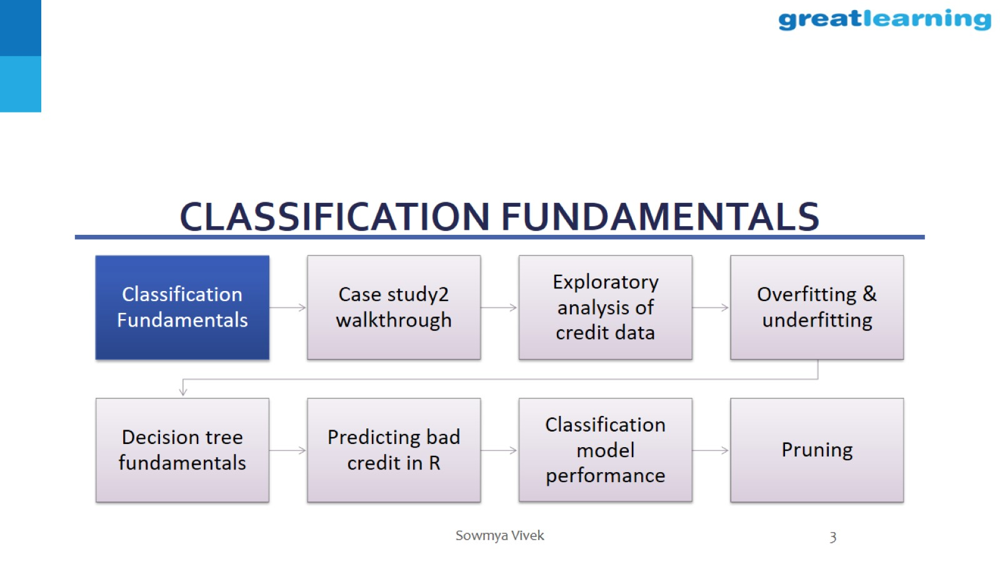 greatlearning
CLASSIFICATION FUNDAMENTALS
Classification
Fundamentals
Case study2
walkthrough
Exploratory
analysis of
credit data
Overfitting &
underfitting
Decision tree
fundamentals
Predicting bad
credit in R
Classification
model
performance
Pruning
Sowmya Vivek
3